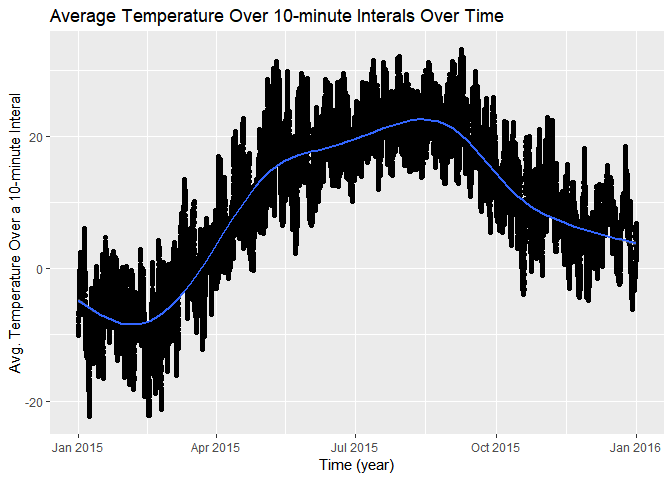 Average Temperature Over 10-minute Interals Over Time
Avg. Temperature Over a 10-minute Interal
20
0
-20
Jan 2015
Apr 2015
Jul 2015
Oct 2015
Jan 2016
Time (year)